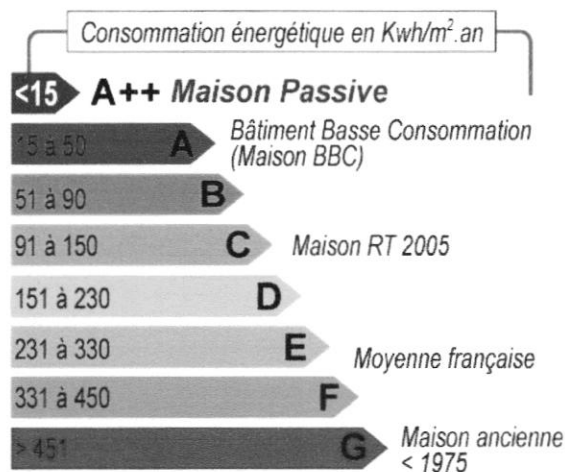 Consommation énergétique en Kwh/m².an
<15 A++ Maison Passive
15 à 50 A Bâtiment Basse Consommation
(Maison BBC)
51 à 90 B
91 à 150 C Maison RT 2005
151 à 230 D
231 à 330 E
Moyenne française
331 à 450 F
> 451 G Maison ancienne
< 1975